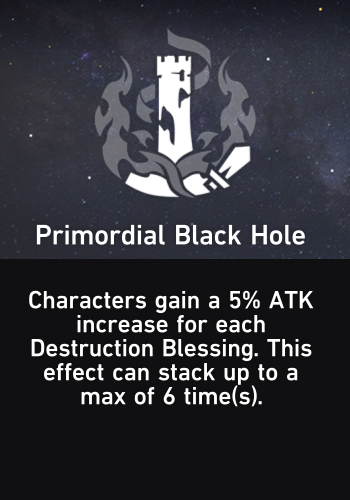 Primordial Black Hole
Characters gain a 5% ATK
increase for each
Destruction Blessing. This
effect can stack up to a
max of 6 time(s).